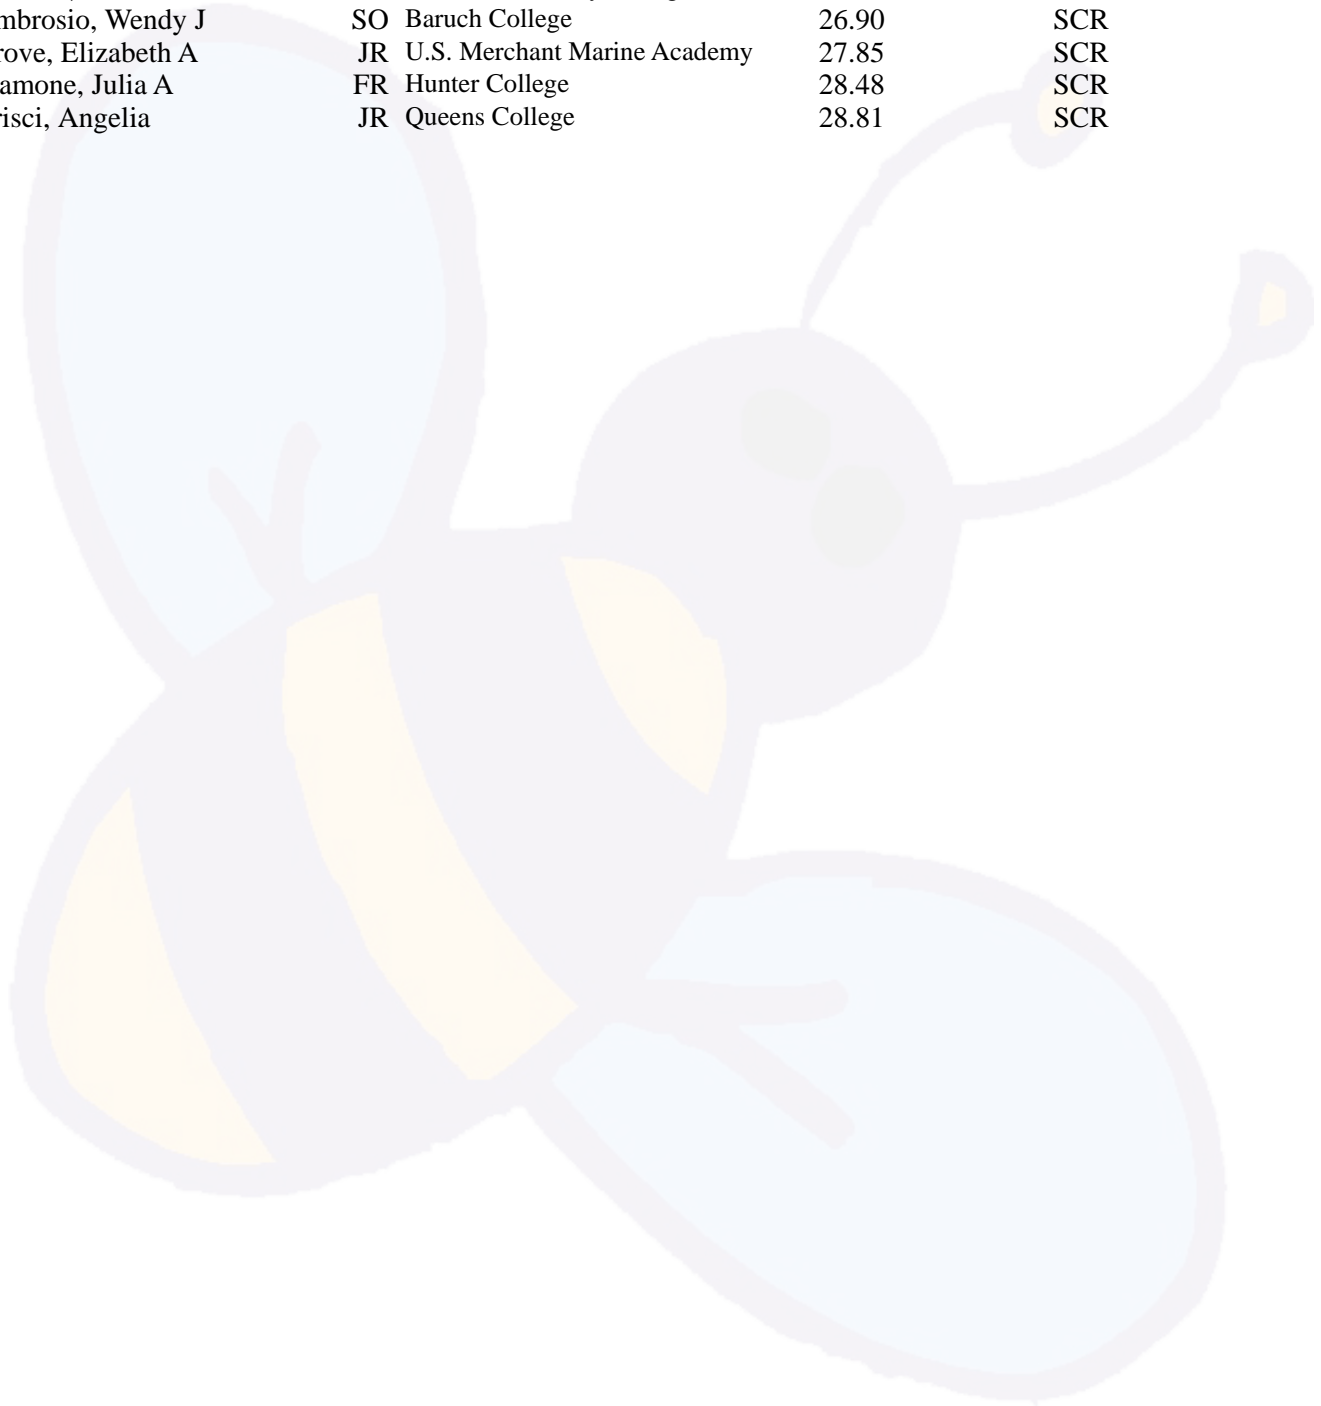 mbrosio, Wendy J SO Baruch College 26.90 SCR
rove, Elizabeth A JR U.S. Merchant Marine Academy 27.85 SCR
amone, Julia A FR Hunter College 28.48 SCR
risci, Angelia JR Queens College 28.81 SCR